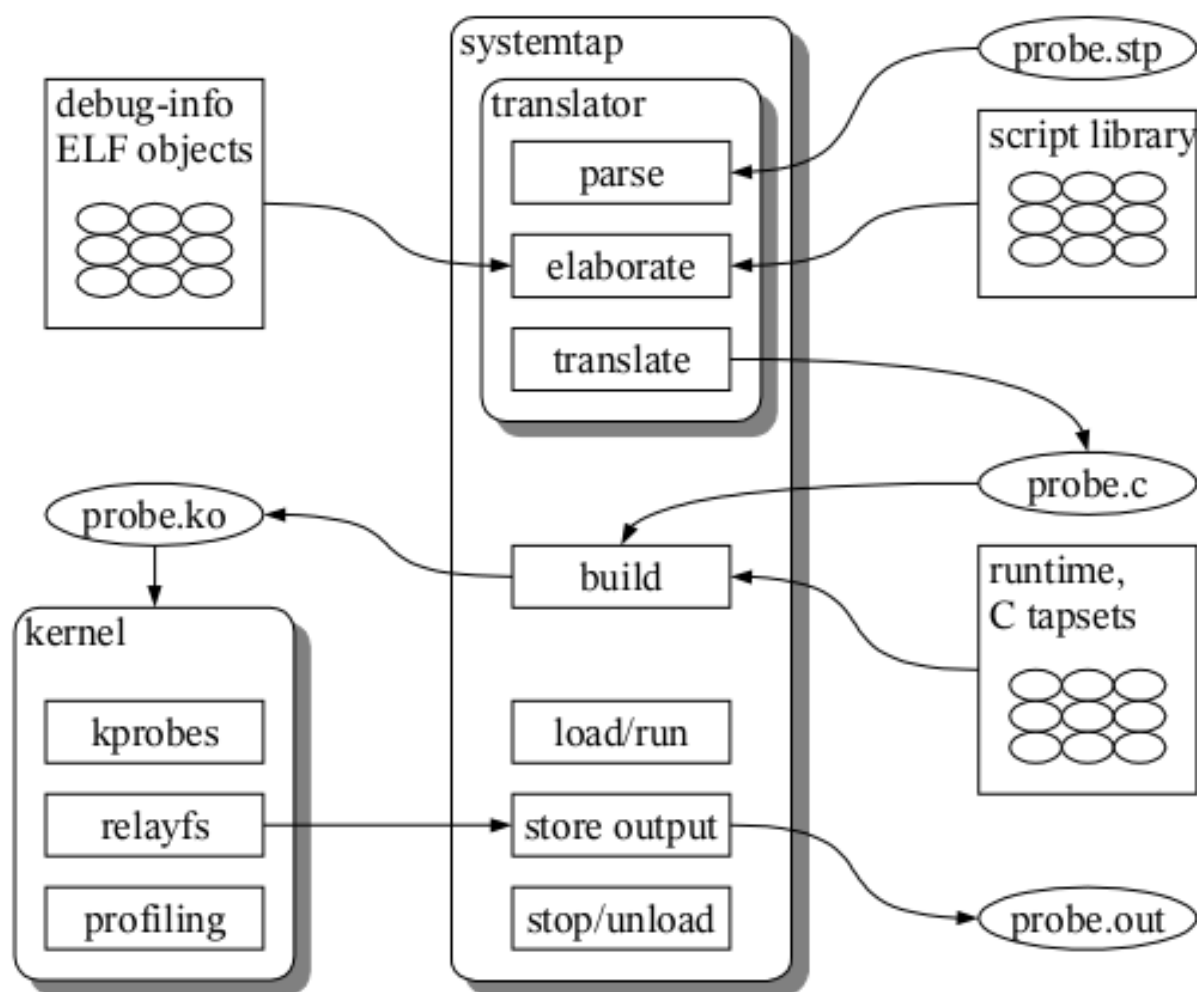 systemtap
probe.stp
debug-info
ELF objects
translator
script library
parse
elaborate
translate
probe.c
probe.ko
build
runtime,
C tapsets
kernel
kprobes
load/run
relayfs
store output
profiling
stop/unload
probe.out